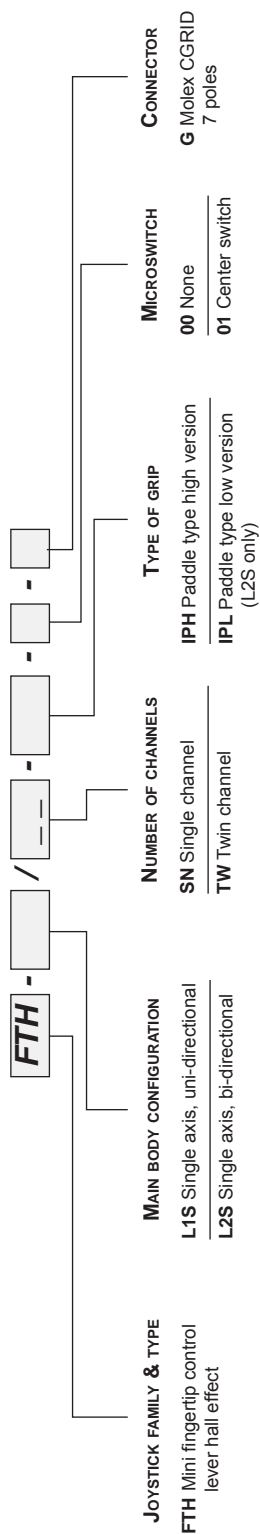 FTH - / _ _ - - -
JOYSTICK FAMILY & TYPE
FTH Mini fingertip control
lever hall effect
MAIN BODY CONFIGURATION
L1S Single axis, uni-directional
L2S Single axis, bi-directional
NUMBER OF CHANNELS
SN Single channel
TW Twin channel
TYPE OF GRIP
IPH Paddle type high version
IPL Paddle type low version
(L2S only)
MICROSWITCH
00 None
01 Center switch
CONNECTOR
G Molex CGRID
7 poles